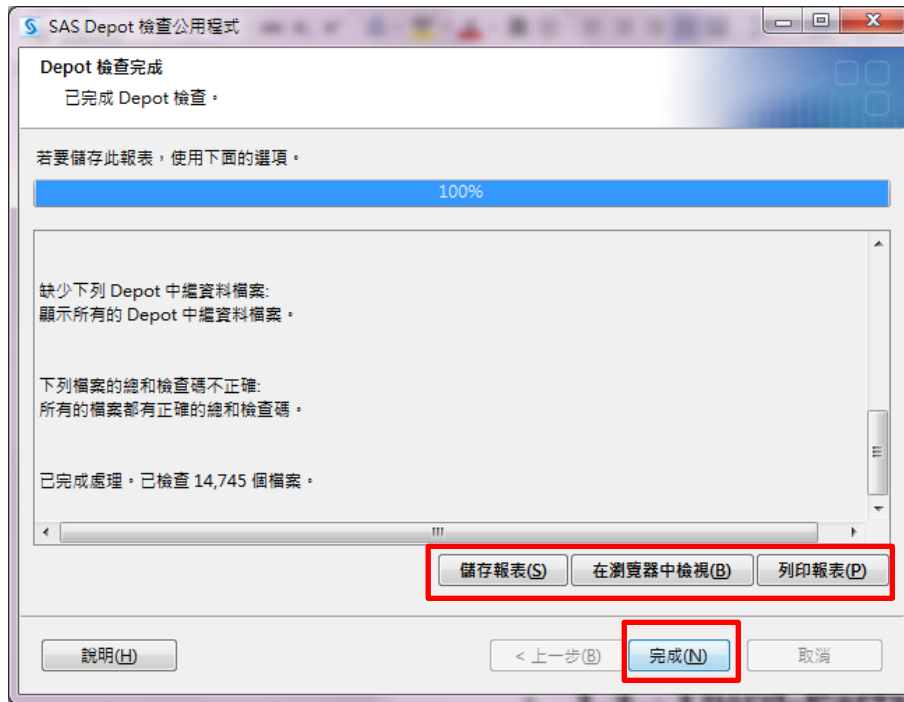 SAS Depot 檢查公用程式
Depot 檢查完成
已完成 Depot 檢查。
若要儲存此報表，使用下面的選項。
100%
缺少下列 Depot 中繼資料檔案:
顯示所有的 Depot 中繼資料檔案。
下列檔案的總和檢查碼不正確:
所有的檔案都有正確的總和檢查碼。
已完成處理。已檢查 14,745 個檔案。
儲存報表(S) 在瀏覽器中檢視(B) 列印報表(P)
說明(H) < 上一步(B) 完成(N) 取消